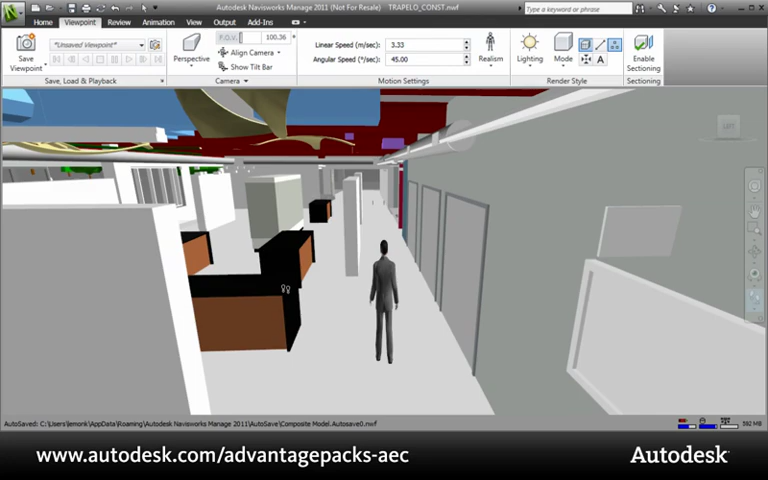 Autodesk Navisworks Manage 2011 (Not For Resale) TRAPELO_CONST.nwf
Type a keyword or phrase
Home Viewpoint Review Animation View Output Add-Ins
*Unsaved Viewpoint*
F.O.V. 100.36
Linear Speed (m/sec): 3.33
Align Camera
Angular Speed (°/sec): 45.00
Save Viewpoint
Perspective
Show Tilt Bar
Realism
Lighting
Mode
A
Enable Sectioning
Save, Load & Playback
Camera
Motion Settings
Render Style
Sectioning
AutoSaved: C:\Users\lemonk\AppData\Roaming\Autodesk Navisworks Manage 2011\AutoSave\Composite Model.Autosave0.nwf
592 MB
www.autodesk.com/advantagepacks-aec
Autodesk